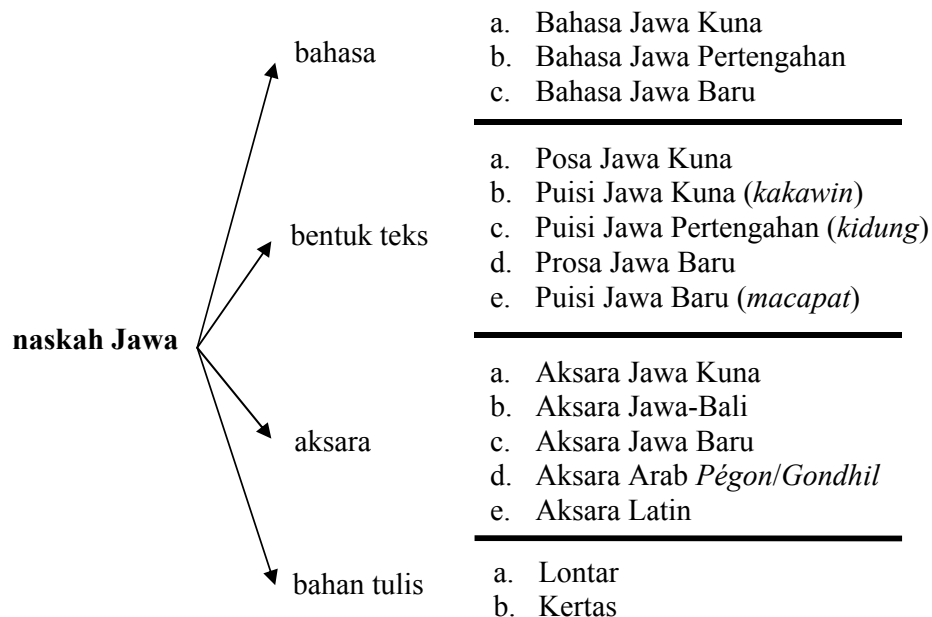 naskah Jawa
bahasa
a. Bahasa Jawa Kuna
b. Bahasa Jawa Pertengahan
c. Bahasa Jawa Baru
bentuk teks
a. Posa Jawa Kuna
b. Puisi Jawa Kuna (kakawin)
c. Puisi Jawa Pertengahan (kidung)
d. Prosa Jawa Baru
e. Puisi Jawa Baru (macapat)
aksara
a. Aksara Jawa Kuna
b. Aksara Jawa-Bali
c. Aksara Jawa Baru
d. Aksara Arab Pégon/Gondhil
e. Aksara Latin
bahan tulis
a. Lontar
b. Kertas